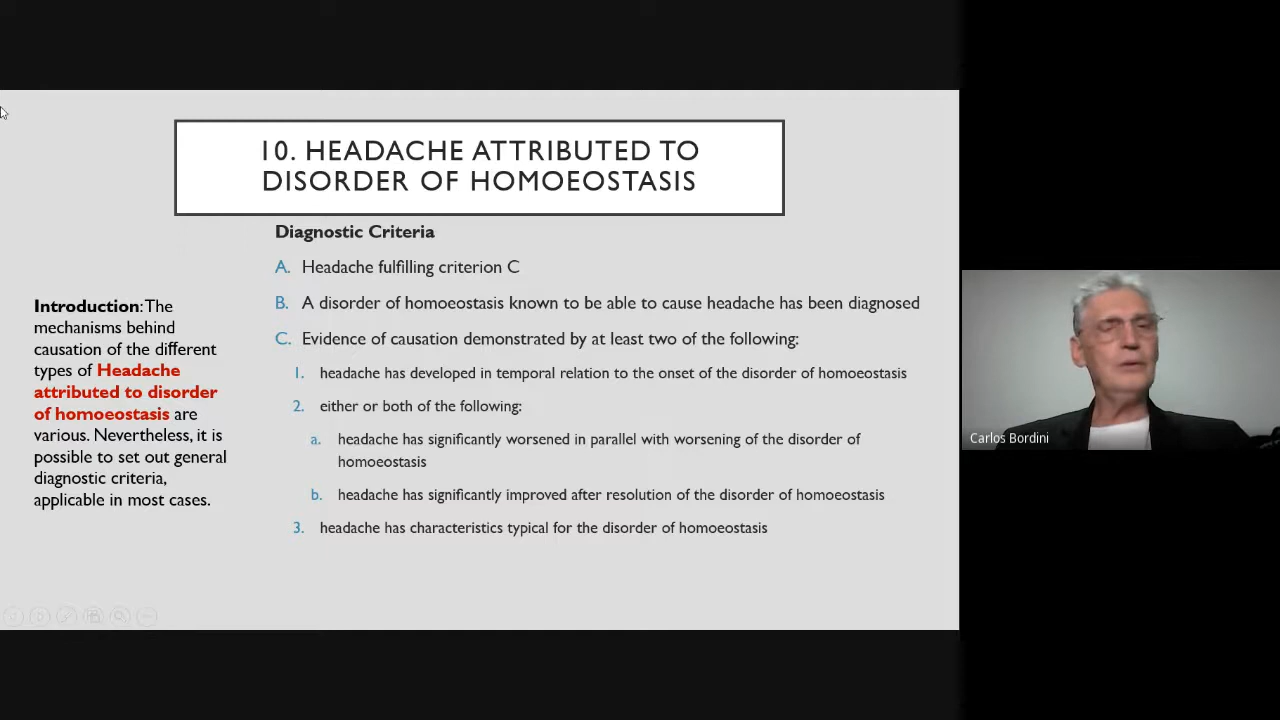 10. HEADACHE ATTRIBUTED TO
DISORDER OF HOMOEOSTASIS
Introduction: The
mechanisms behind
causation of the different
types of Headache
attributed to disorder
of homoeostasis are
various. Nevertheless, it is
possible to set out general
diagnostic criteria,
applicable in most cases.
Diagnostic Criteria
A. Headache fulfilling criterion C
B. A disorder of homoeostasis known to be able to cause headache has been diagnosed
C. Evidence of causation demonstrated by at least two of the following:
1. headache has developed in temporal relation to the onset of the disorder of homoeostasis
2. either or both of the following:
a. headache has significantly worsened in parallel with worsening of the disorder of
homoeostasis
b. headache has significantly improved after resolution of the disorder of homoeostasis
3. headache has characteristics typical for the disorder of homoeostasis
Carlos Bordini